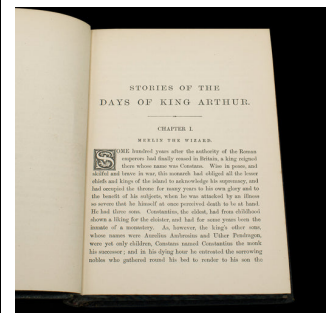 STORIES OF THE
DAYS OF KING ARTHUR.
CHAPTER I.
MERLIN THE WIZARD.
SOME hundred years after the authority of the Roman
emperors had finally ceased in Britain, a king reigned
there whose name was Constans. Wise in peace, and
skilful and brave in war, this monarch had obliged all the lesser
chiefs and kings of the island to acknowledge his supremacy, and
had occupied the throne for many years to his own glory and to
the benefit of his subjects, when he was attacked by an illness
so severe that he himself at once perceived death to be at hand.
He had three sons. Constantine, the eldest, had from childhood
shown a liking for the cloister, and had for some years been the
inmate of a monastery. As, however, the king's other sons,
whose names were Aurelius Ambrosius and Uther Pendragon,
were yet only children, Constans named Constantine the monk
his successor; and in his dying hour he entreated the sorrowing
nobles who gathered round his bed to render to his son the